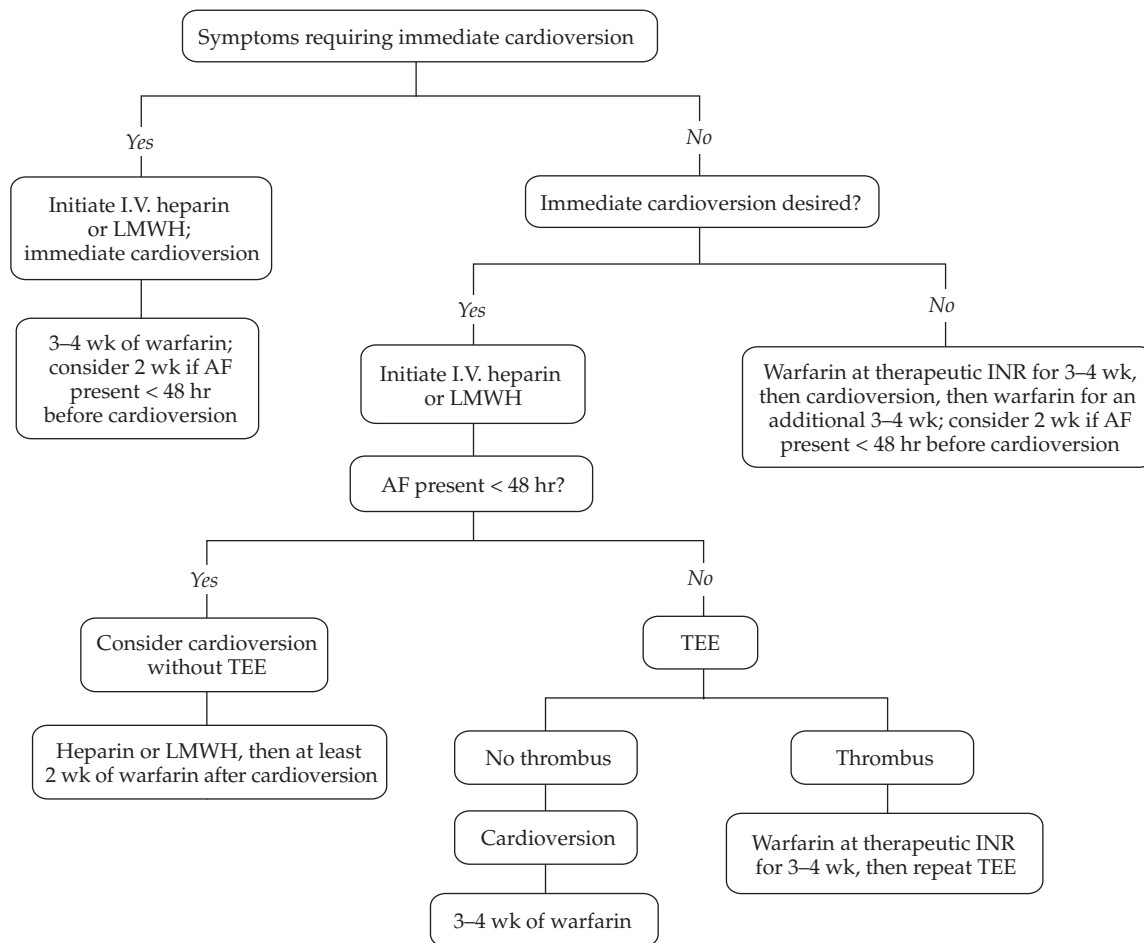 Symptoms requiring immediate cardioversion
Yes
No
Initiate I.V. heparin
or LMWH;
immediate cardioversion
Immediate cardioversion desired?
3–4 wk of warfarin;
consider 2 wk if AF
present < 48 hr
before cardioversion
Yes
No
Initiate I.V. heparin
or LMWH
Warfarin at therapeutic INR for 3–4 wk,
then cardioversion, then warfarin for an
additional 3–4 wk; consider 2 wk if AF
present < 48 hr before cardioversion
AF present < 48 hr?
Yes
No
Consider cardioversion
without TEE
TEE
Heparin or LMWH, then at least
2 wk of warfarin after cardioversion
No thrombus
Thrombus
Cardioversion
Warfarin at therapeutic INR
for 3–4 wk, then repeat TEE
3–4 wk of warfarin